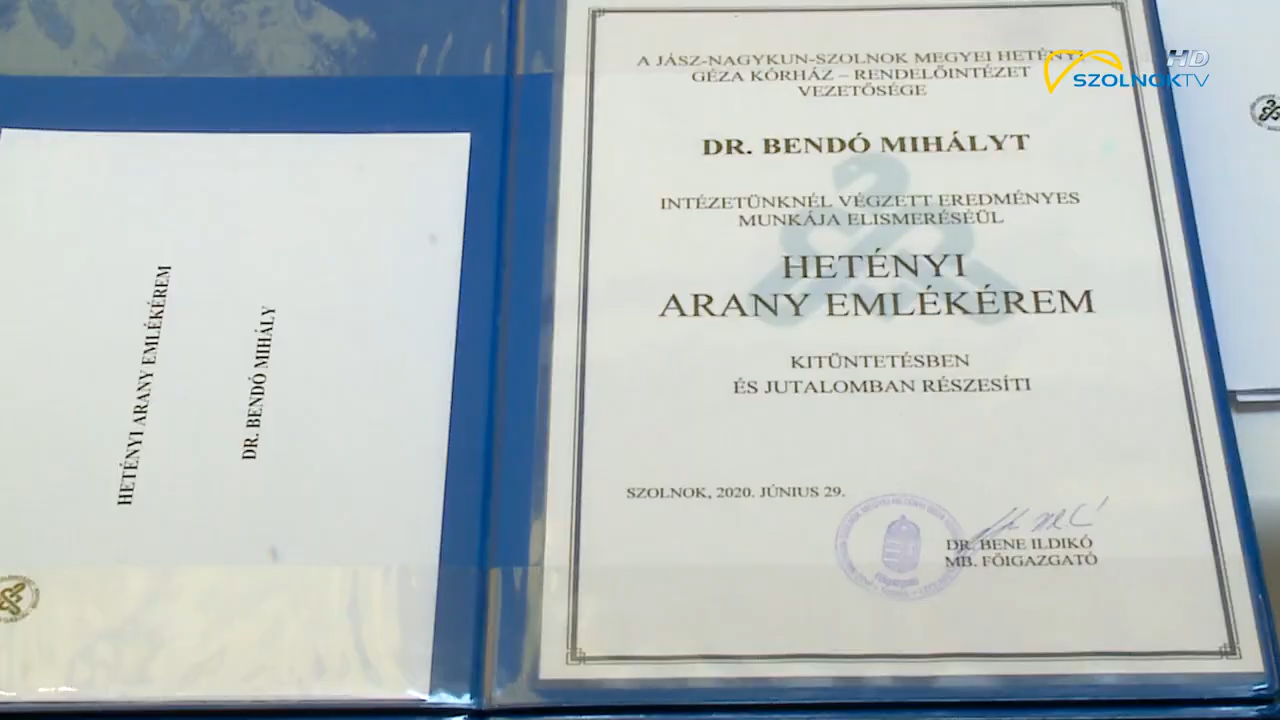 HETÉNYI ARANY EMLÉKÉREM
DR. BENDÓ MIHÁLY
A JÁSZ-NAGYKUN-SZOLNOK MEGYEI HETÉNYI
GÉZA KÓRHÁZ – RENDELŐINTÉZET
VEZETŐSÉGE
DR. BENDÓ MIHÁLYT
INTÉZETÜNKNÉL VÉGZETT EREDMÉNYES
MUNKÁJA ELISMERÉSÉÜL
HETÉNYI
ARANY EMLÉKÉREM
KITÜNTETÉSBEN
ÉS JUTALOMBAN RÉSZESÍTI
SZOLNOK, 2020. JÚNIUS 29.
DR. BENE ILDIKÓ
MB. FŐIGAZGATÓ
HD
SZOLNOKTV